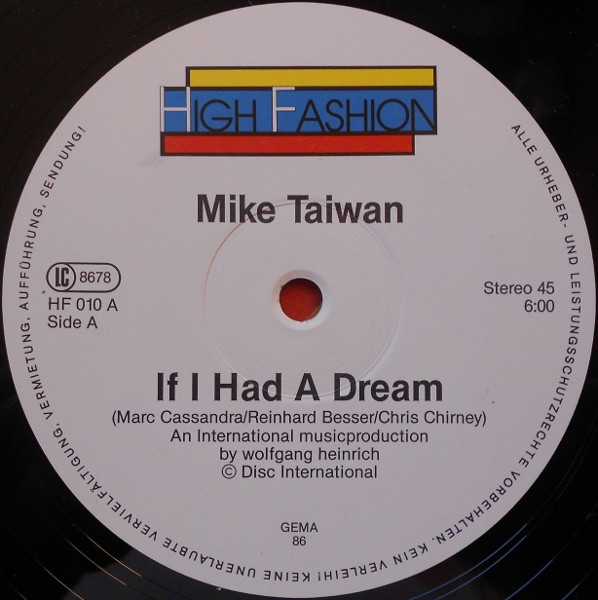 HIGH FASHION
Mike Taiwan
LC 8678
HF 010 A
Side A
Stereo 45
6:00
If I Had A Dream
(Marc Cassandra/Reinhard Besser/Chris Chirney)
An International musicproduction
by wolfgang heinrich
© Disc International
GEMA
86
ALLE URHEBER- UND LEISTUNGSSCHUTZRECHTE VORBEHALTEN. KEIN VERLEIH! KEINE UNERLAUBTE VERVIELFÄLTIGUNG, VERMIETUNG, AUFFÜHRUNG, SENDUNG!